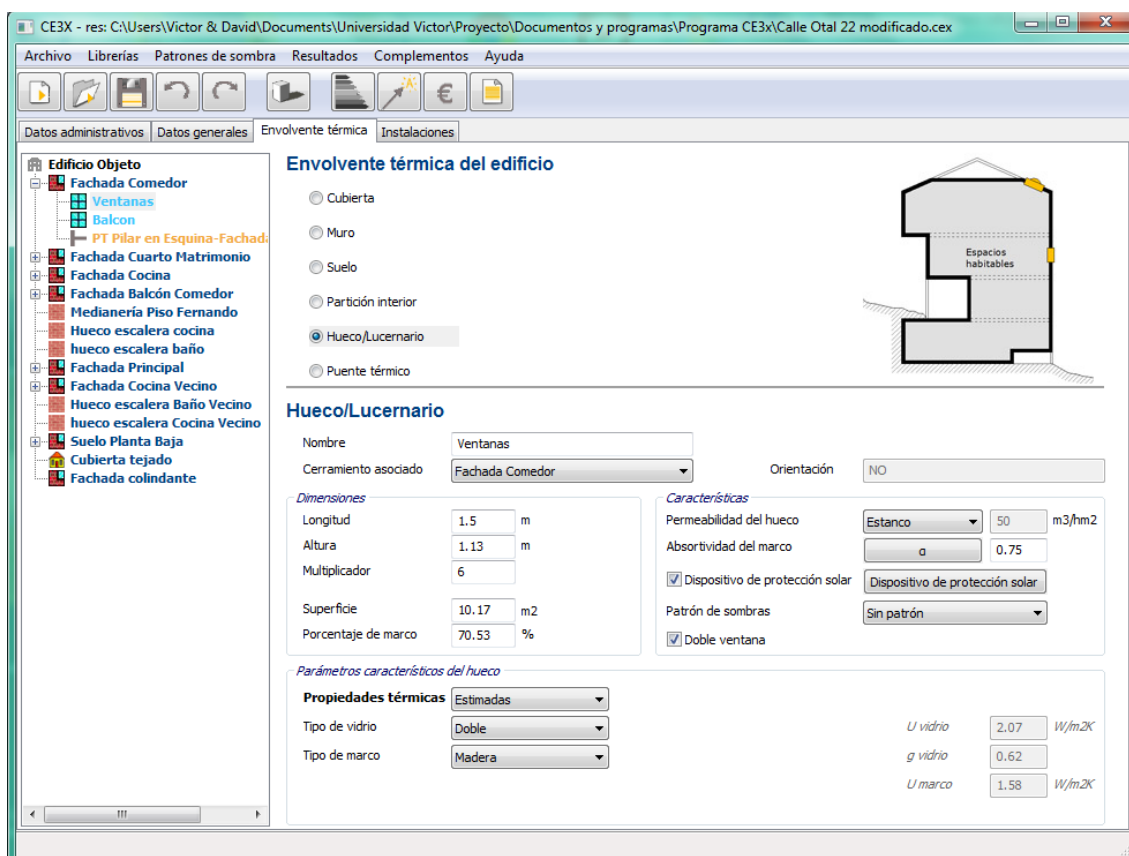 CE3X - res: C:\Users\Victor & David\Documents\Universidad Victor\Proyecto\Documentos y programas\Programa CE3x\Calle Otal 22 modificado.cex
Archivo Librerías Patrones de sombra Resultados Complementos Ayuda
Datos administrativos Datos generales Envolvente térmica Instalaciones
Edificio Objeto
Fachada Comedor
Ventanas
Balcon
PT Pilar en Esquina-Fachada
Fachada Cuarto Matrimonio
Fachada Cocina
Fachada Balcón Comedor
Medianería Piso Fernando
Hueco escalera cocina
hueco escalera baño
Fachada Principal
Fachada Cocina Vecino
Hueco escalera Baño Vecino
hueco escalera Cocina Vecino
Suelo Planta Baja
Cubierta tejado
Fachada colindante
Envolvente térmica del edificio
Cubierta
Muro
Suelo
Partición interior
Hueco/Lucernario
Puente térmico
Espacios
habitables
Hueco/Lucernario
Nombre Ventanas
Cerramiento asociado Fachada Comedor Orientación NO
Dimensiones
Longitud 1.5 m
Altura 1.13 m
Multiplicador 6
Superficie 10.17 m2
Porcentaje de marco 70.53 %
Características
Permeabilidad del hueco Estanco 50 m3/hm2
Absortividad del marco α 0.75
Dispositivo de protección solar Dispositivo de protección solar
Patrón de sombras Sin patrón
Doble ventana
Parámetros característicos del hueco
Propiedades térmicas Estimadas
Tipo de vidrio Doble U vidrio 2.07 W/m2K
Tipo de marco Madera g vidrio 0.62
U marco 1.58 W/m2K